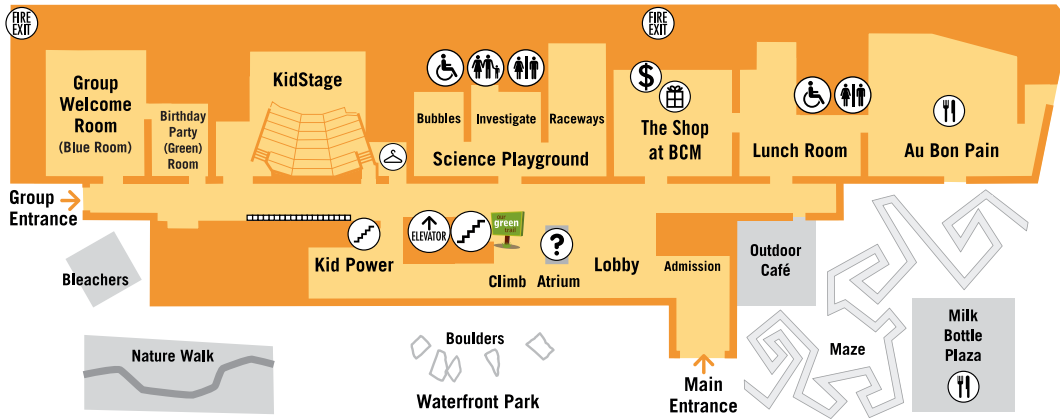 FIRE
EXIT
FIRE
EXIT
Group
Welcome
Room
(Blue Room)
Birthday
Party
(Green)
Room
KidStage
Bubbles
Investigate
Raceways
Science Playground
$
The Shop
at BCM
Lunch Room
Au Bon Pain
Group
Entrance
ELEVATOR
our
green
trail
?
Kid Power
Climb
Atrium
Lobby
Admission
Outdoor
Café
Bleachers
Nature Walk
Boulders
Waterfront Park
Main
Entrance
Maze
Milk
Bottle
Plaza